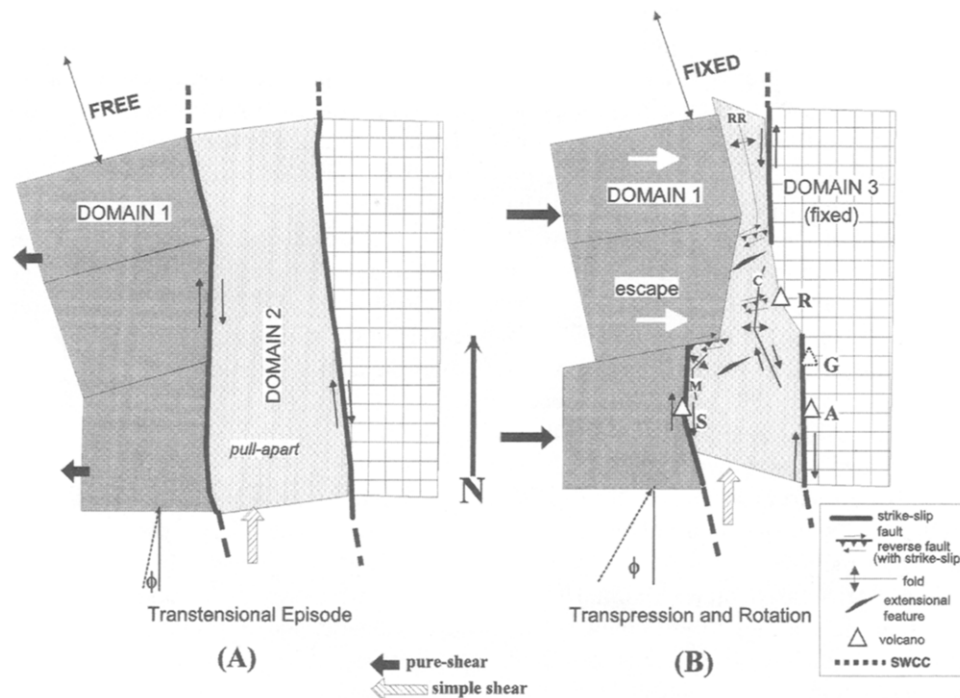 FREE
DOMAIN 1
DOMAIN 2
pull-apart
ϕ
Transtensional Episode
(A)
N
FIXED
RR
DOMAIN 1
DOMAIN 3
(fixed)
escape
C
R
G
M
S
A
ϕ
Transpression and Rotation
(B)
pure-shear
simple shear
strike-slip
fault
reverse fault
(with strike-slip)
fold
extensional
feature
volcano
SWCC